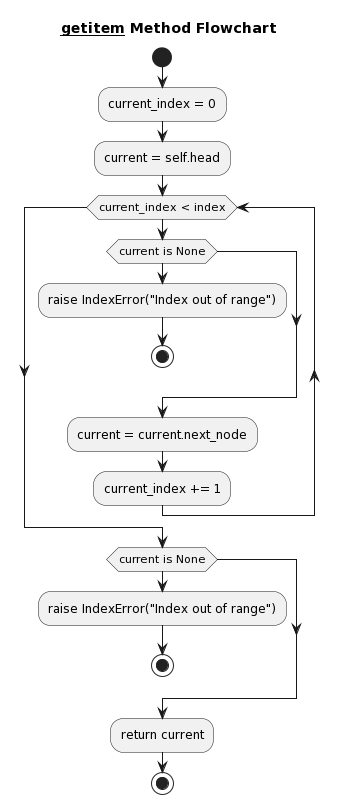 getitem Method Flowchart
current_index = 0
current = self.head
current_index < index
current is None
raise IndexError("Index out of range")
current = current.next_node
current_index += 1
current is None
raise IndexError("Index out of range")
return current